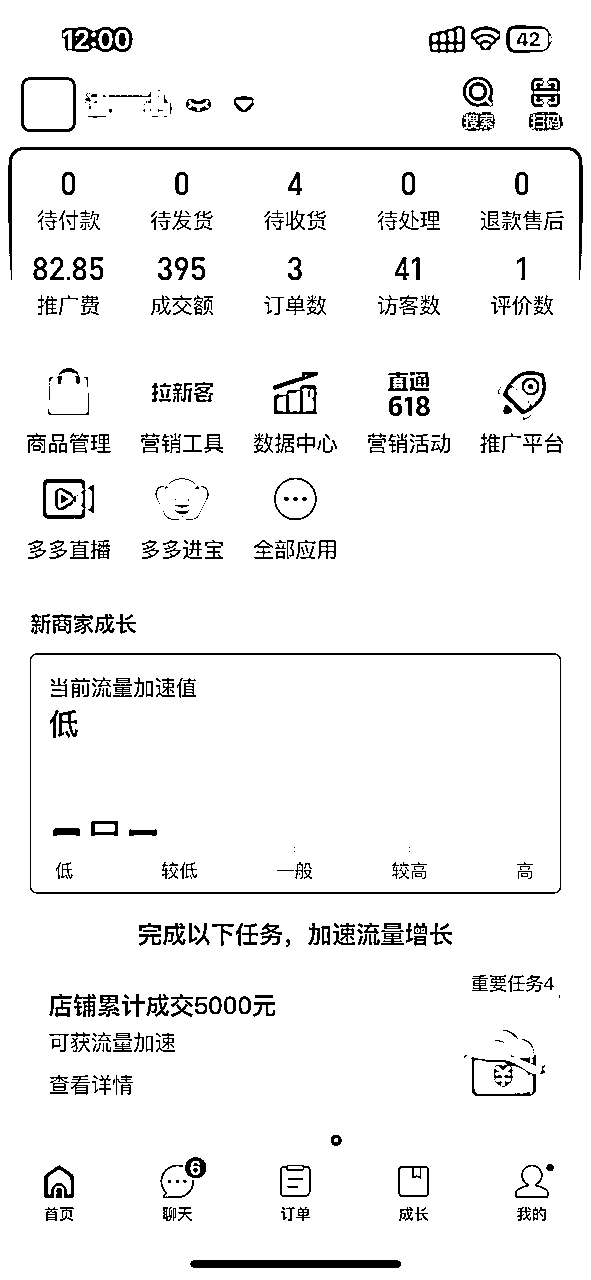 12:00
42
搜索 扫码
0 0 4 0 0
待付款 待发货 待收货 待处理 退款售后
82.85 395 3 41 1
推广费 成交额 订单数 访客数 评价数
拉新客 直通618
商品管理 营销工具 数据中心 营销活动 推广平台
多多直播 多多进宝 全部应用
新商家成长
当前流量加速值
低
低 较低 一般 较高 高
完成以下任务，加速流量增长
重要任务4
店铺累计成交5000元
可获流量加速
查看详情
6
首页 聊天 订单 成长 我的